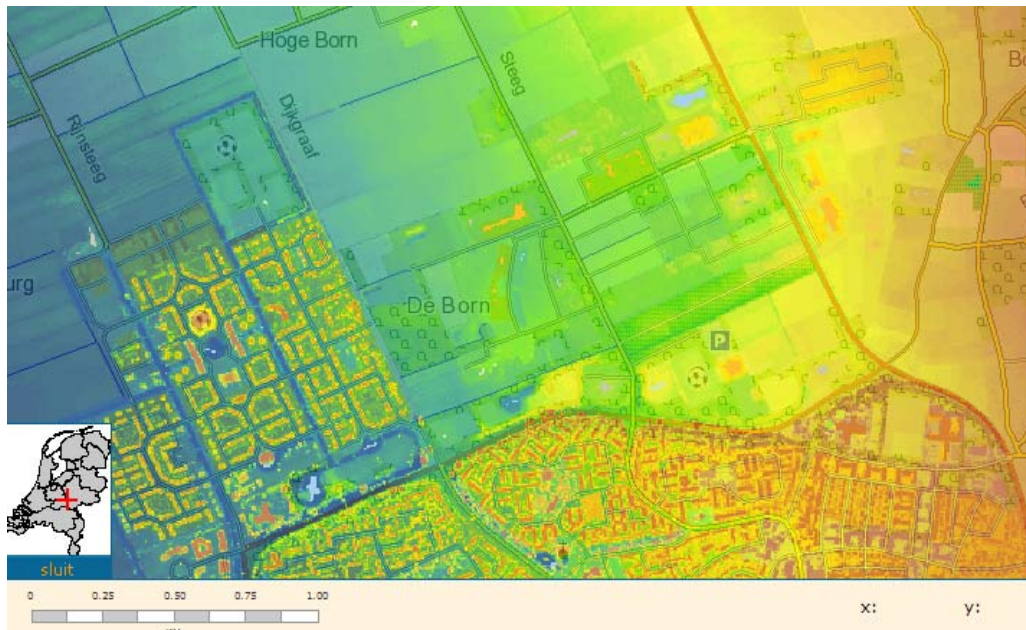 Hoge Born
Steeg
Dijkgraaf
Rijnsteeg
urg
De Born
P
sluit
0 0.25 0.50 0.75 1.00
x: y: